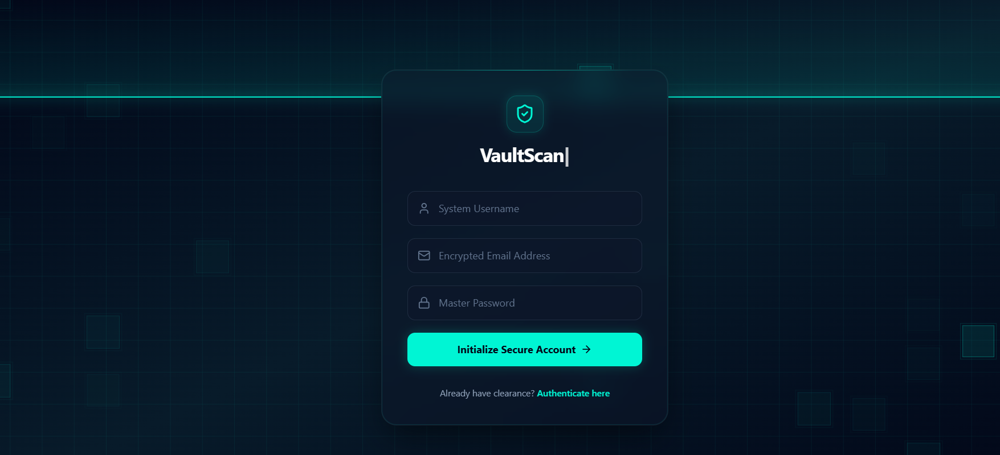 VaultScan|
System Username
Encrypted Email Address
Master Password
Initialize Secure Account →
Already have clearance? Authenticate here